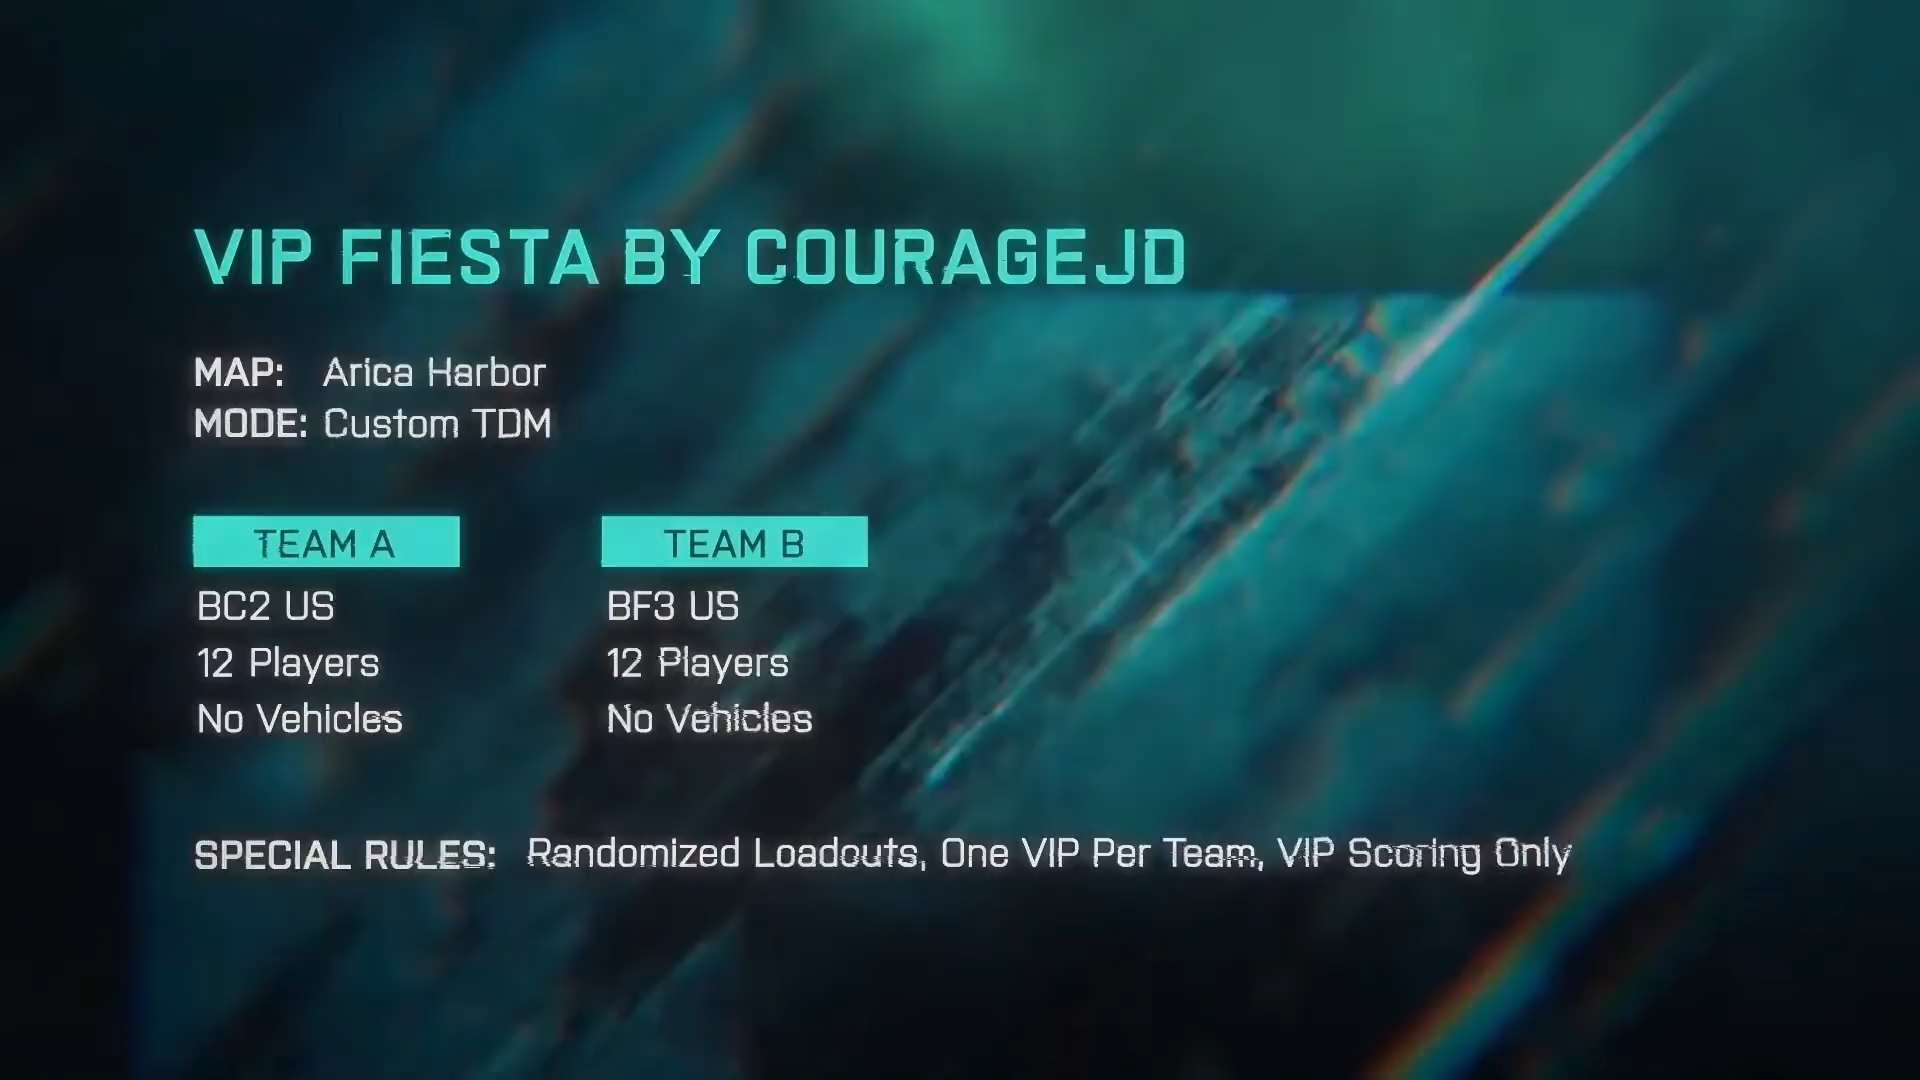 VIP FIESTA BY COURAGEJD
MAP: Arica Harbor
MODE: Custom TDM
TEAM A
BC2 US
12 Players
No Vehicles
TEAM B
BF3 US
12 Players
No Vehicles
SPECIAL RULES: Randomized Loadouts, One VIP Per Team, VIP Scoring Only